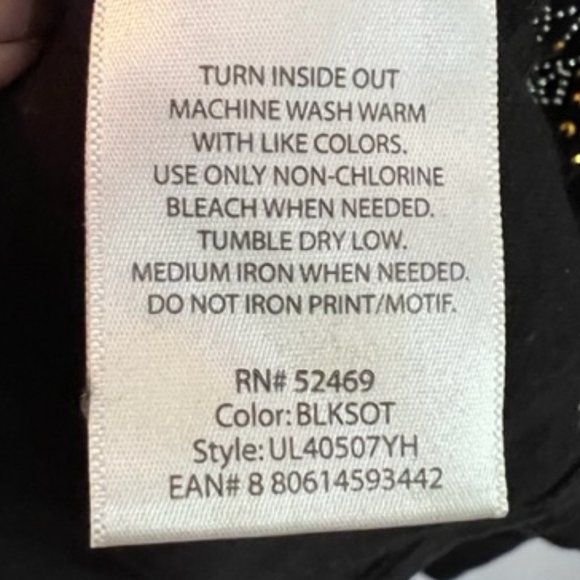 TURN INSIDE OUT
MACHINE WASH WARM
WITH LIKE COLORS.
USE ONLY NON-CHLORINE
BLEACH WHEN NEEDED.
TUMBLE DRY LOW.
MEDIUM IRON WHEN NEEDED.
DO NOT IRON PRINT/MOTIF.
RN# 52469
Color: BLKSOT
Style: UL40507YH
EAN# 8 80614593442